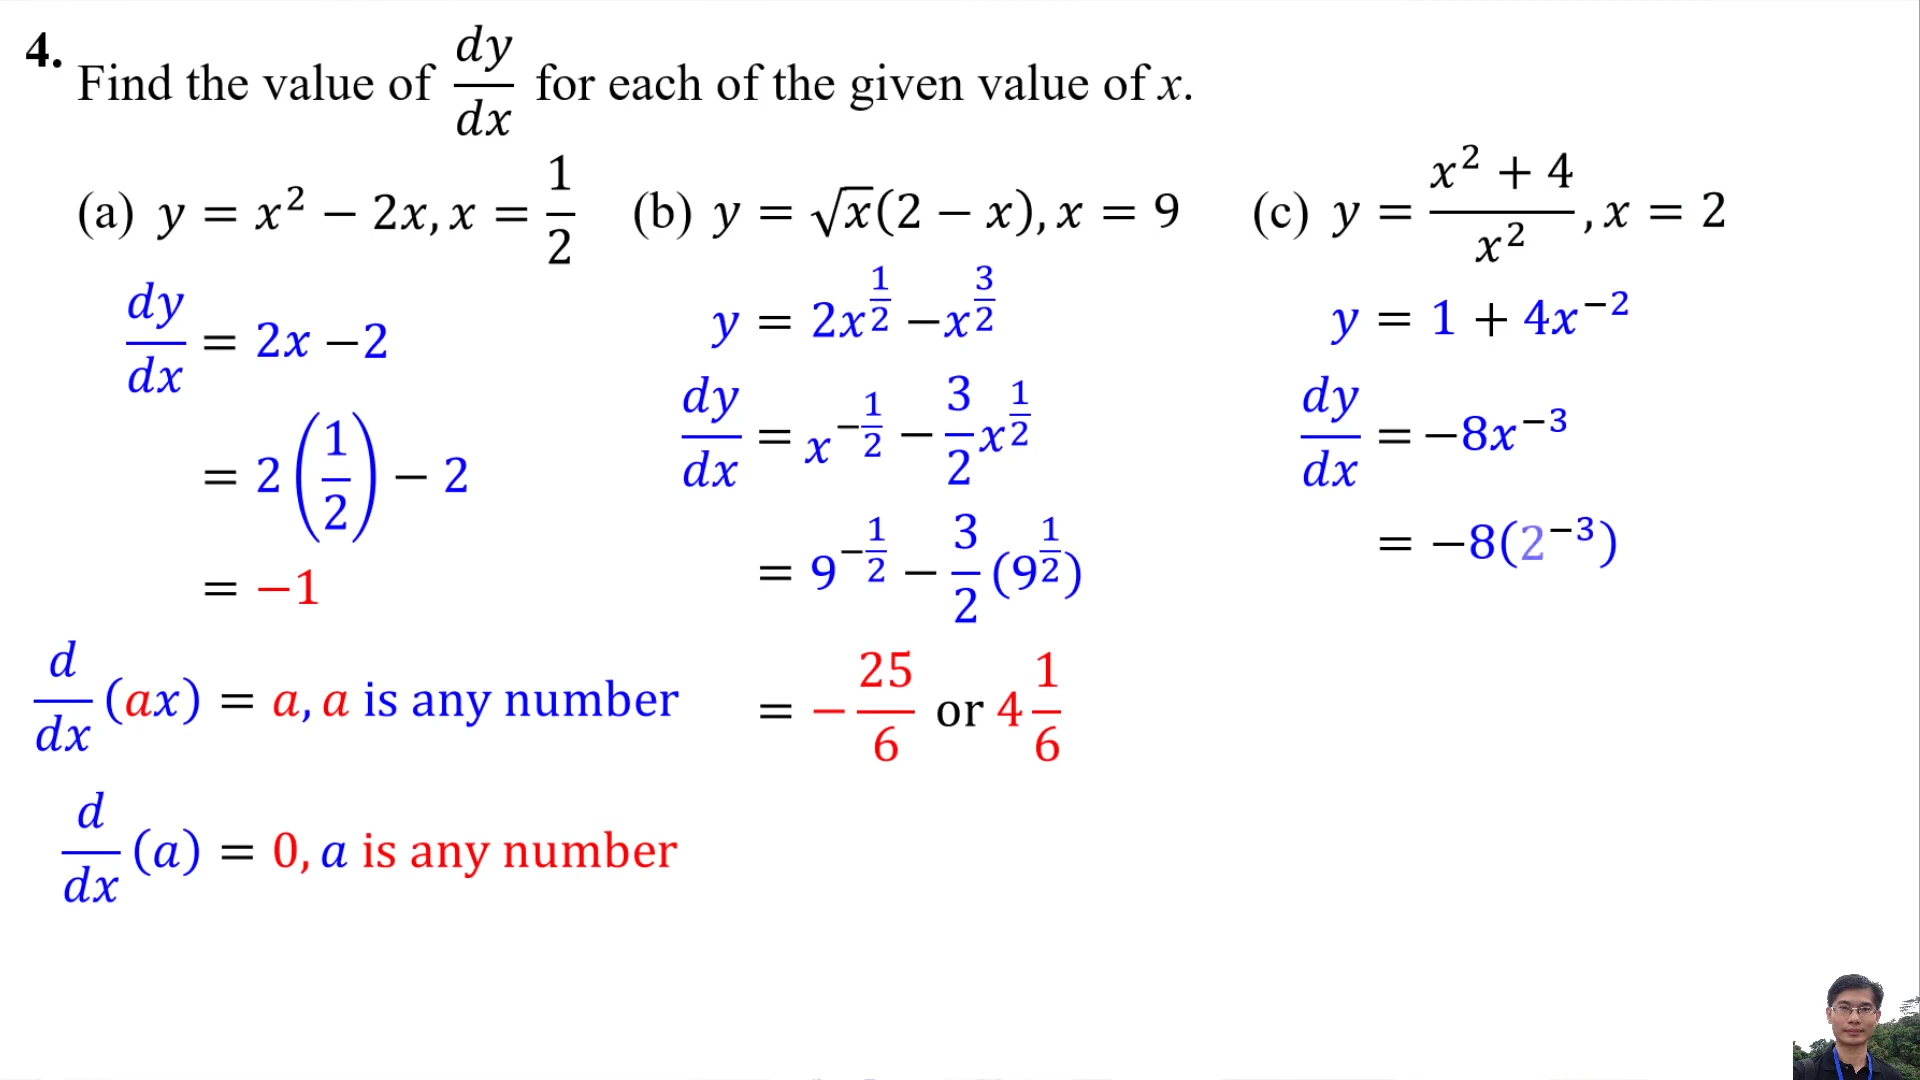 4. Find the value of dy/dx for each of the given value of x.
(a) y = x² − 2x, x = 1/2
dy/dx = 2x − 2
= 2(1/2) − 2
= −1
d/dx (ax) = a, a is any number
d/dx (a) = 0, a is any number
(b) y = √x(2 − x), x = 9
y = 2x^(1/2) − x^(3/2)
dy/dx = x^(−1/2) − 3/2 x^(1/2)
= 9^(−1/2) − 3/2 (9^(1/2))
= − 25/6 or 4 1/6
(c) y = (x² + 4)/x², x = 2
y = 1 + 4x⁻²
dy/dx = −8x⁻³
= −8(2⁻³)